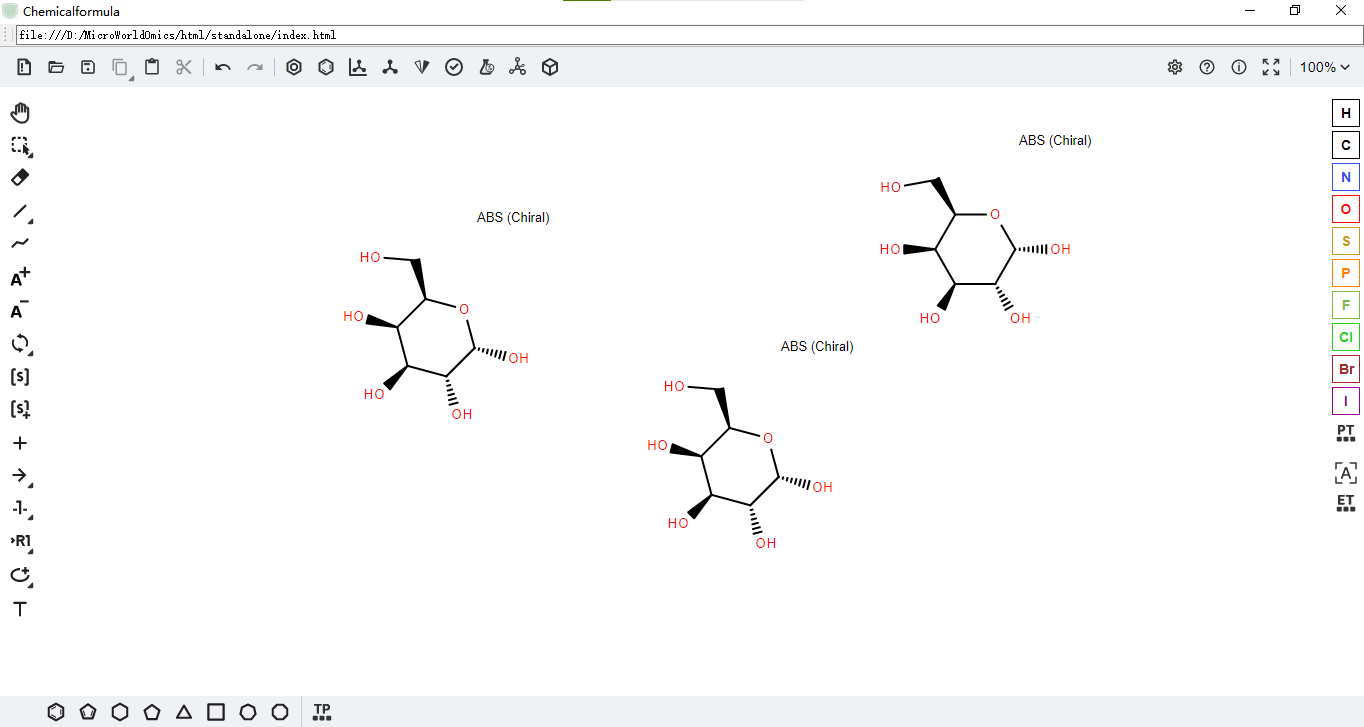 Chemicalformula
file:///D:/MicroWorldOmics/html/standalone/index.html
100%
ABS (Chiral)
HO
O
HO
OH
HO
OH
ABS (Chiral)
HO
O
HO
OH
HO
OH
ABS (Chiral)
HO
O
HO
OH
HO
OH
A+
A−
[s]
[s]
R1
T
H
C
N
O
S
P
F
Cl
Br
I
PT
[A]
ET
TP